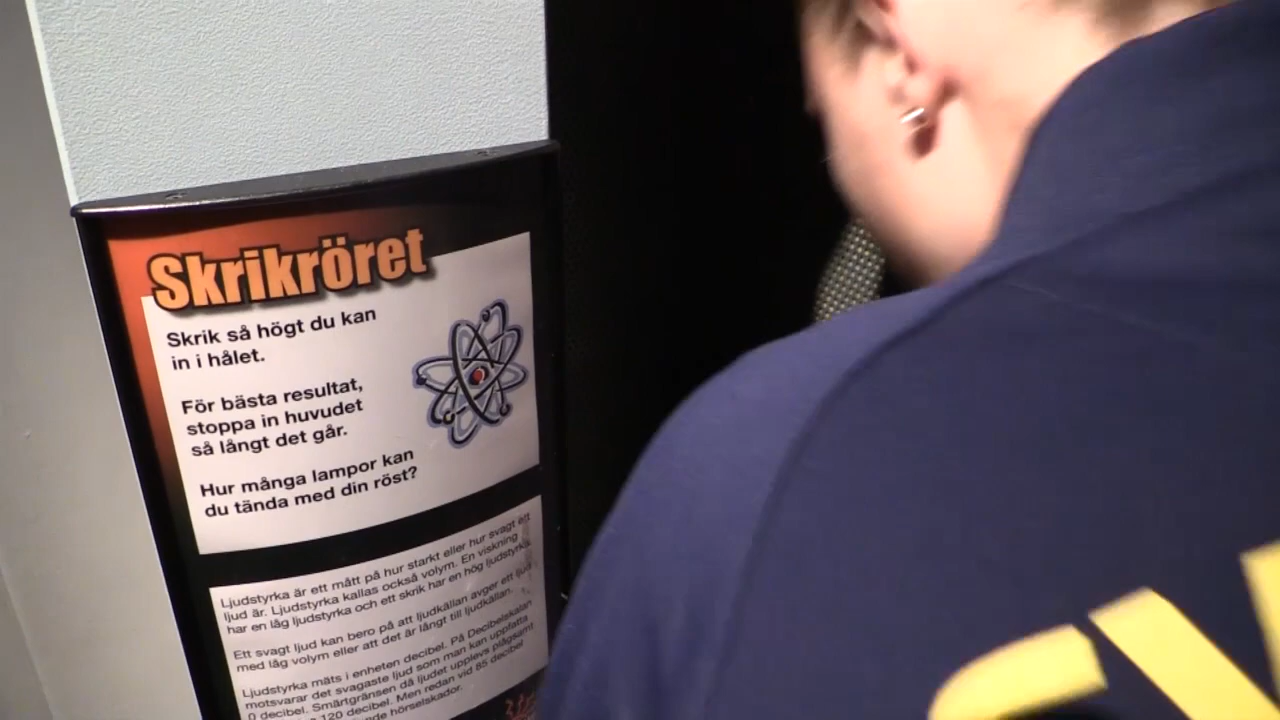 Skrikröret
Skrik så högt du kan
in i hålet.
För bästa resultat,
stoppa in huvudet
så långt det går.
Hur många lampor kan
du tända med din röst?
Ljudstyrka är ett mått på hur starkt eller hur svagt ett
ljud är. Ljudstyrka kallas också volym. En viskning
har en låg ljudstyrka och ett skrik har en hög ljudstyrka.
Ett svagt ljud kan bero på att ljudkällan avger ett ljud
med låg volym eller att det är långt till ljudkällan.
Ljudstyrka mäts i enheten decibel. På Decibelskalan
motsvarar det svagaste ljud som man kan uppfatta
0 decibel. Smärtgränsen då ljudet upplevs plågsamt
120 decibel. Men redan vid 85 decibel
hörselskador.